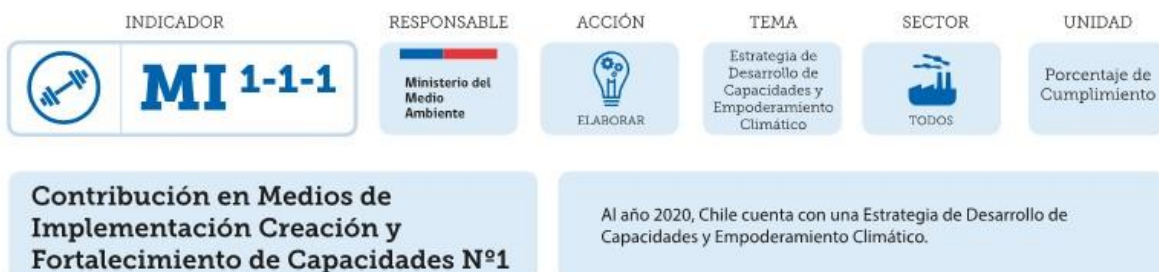 INDICADOR
RESPONSABLE
ACCIÓN
TEMA
SECTOR
UNIDAD
MI 1-1-1
Ministerio del
Medio
Ambiente
ELABORAR
Estrategia de
Desarrollo de
Capacidades y
Empoderamiento
Climático
TODOS
Porcentaje de
Cumplimiento
Contribución en Medios de
Implementación Creación y
Fortalecimiento de Capacidades Nº1
Al año 2020, Chile cuenta con una Estrategia de Desarrollo de
Capacidades y Empoderamiento Climático.